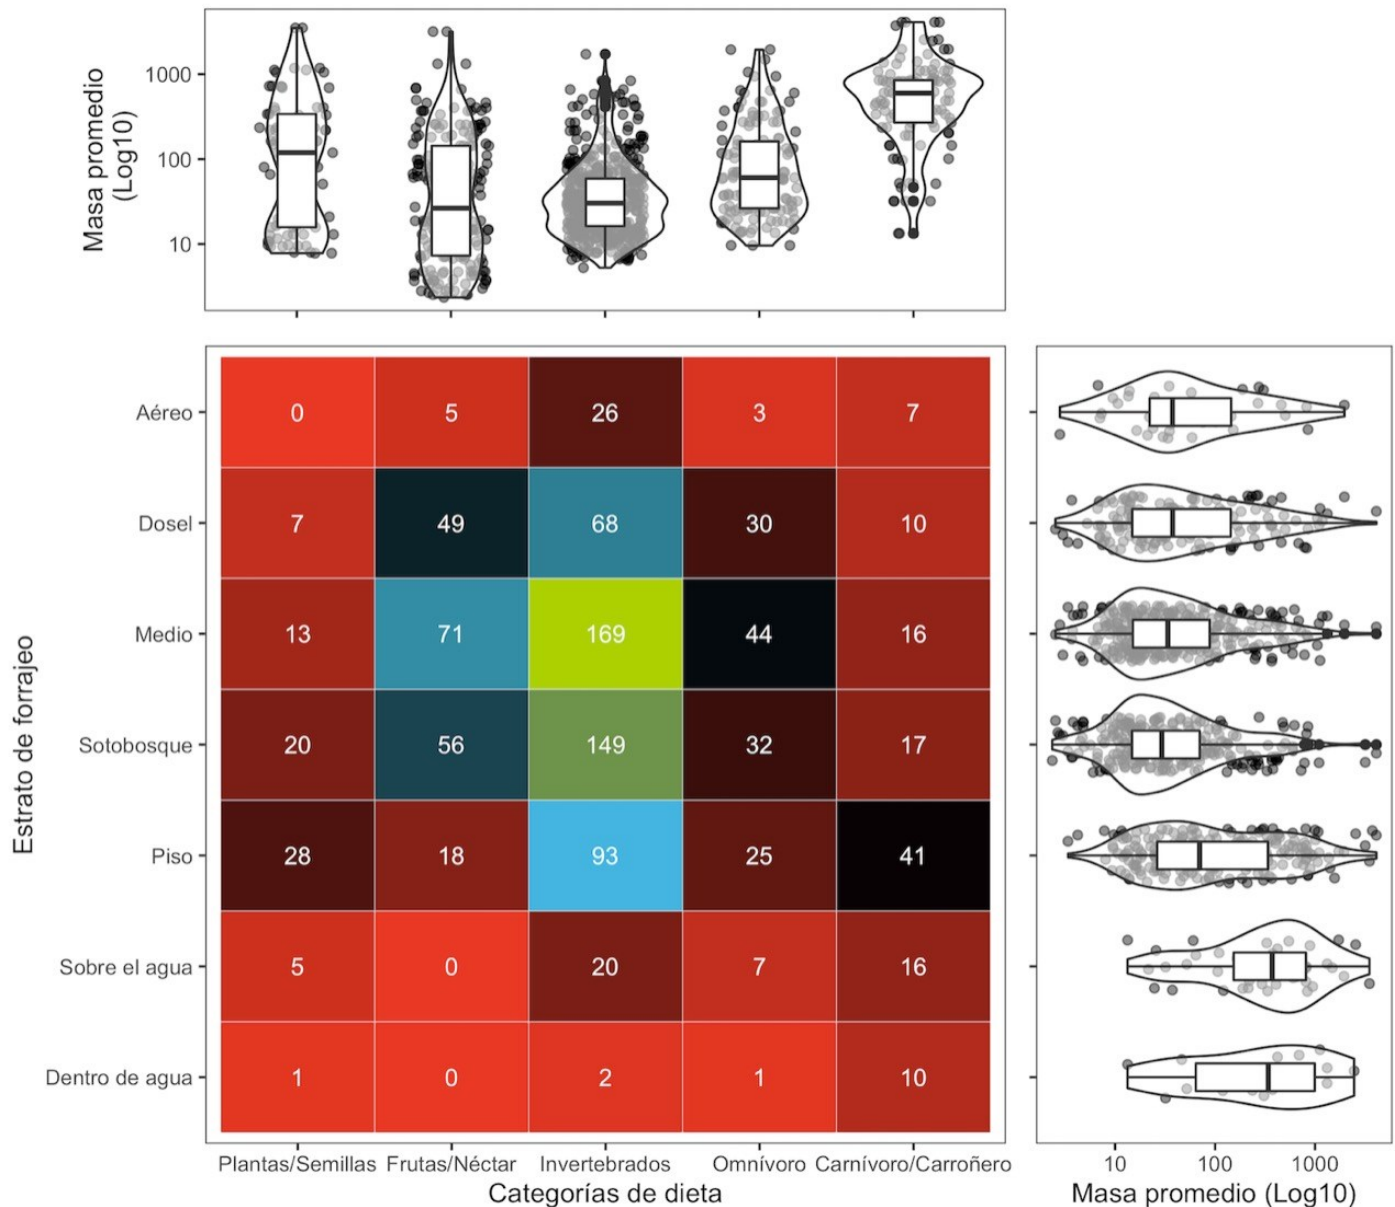 Masa promedio
(Log10)
1000
100
10
Estrato de forrajeo
Aéreo 0 5 26 3 7
Dosel 7 49 68 30 10
Medio 13 71 169 44 16
Sotobosque 20 56 149 32 17
Piso 28 18 93 25 41
Sobre el agua 5 0 20 7 16
Dentro de agua 1 0 2 1 10
Plantas/Semillas Frutas/Néctar Invertebrados Omnívoro Carnívoro/Carroñero
Categorías de dieta
10 100 1000
Masa promedio (Log10)